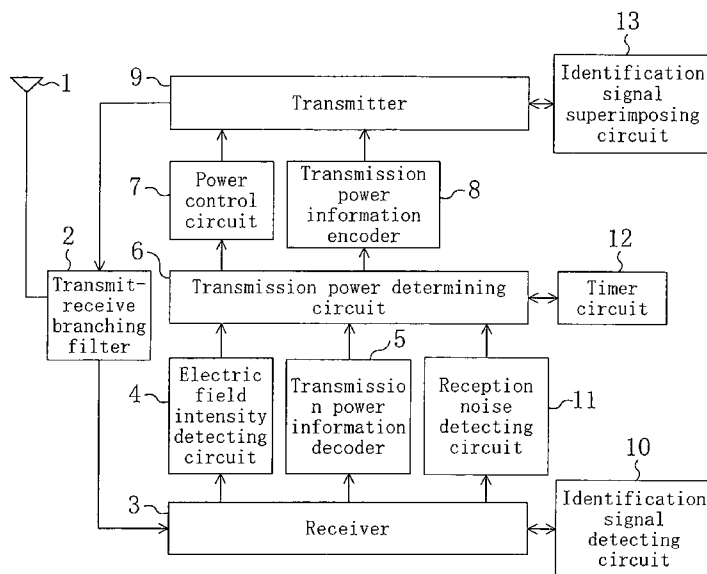 13
1
9
Transmitter
Identification
signal
superimposing
circuit
7
Power
control
circuit
Transmission
power
information
encoder
8
2
Transmit-
receive
branching
filter
6
Transmission power determining
circuit
12
Timer
circuit
5
4
Electric
field
intensity
detecting
circuit
Transmissio
n power
information
decoder
Reception
noise
detecting
circuit
11
10
3
Receiver
Identification
signal
detecting
circuit